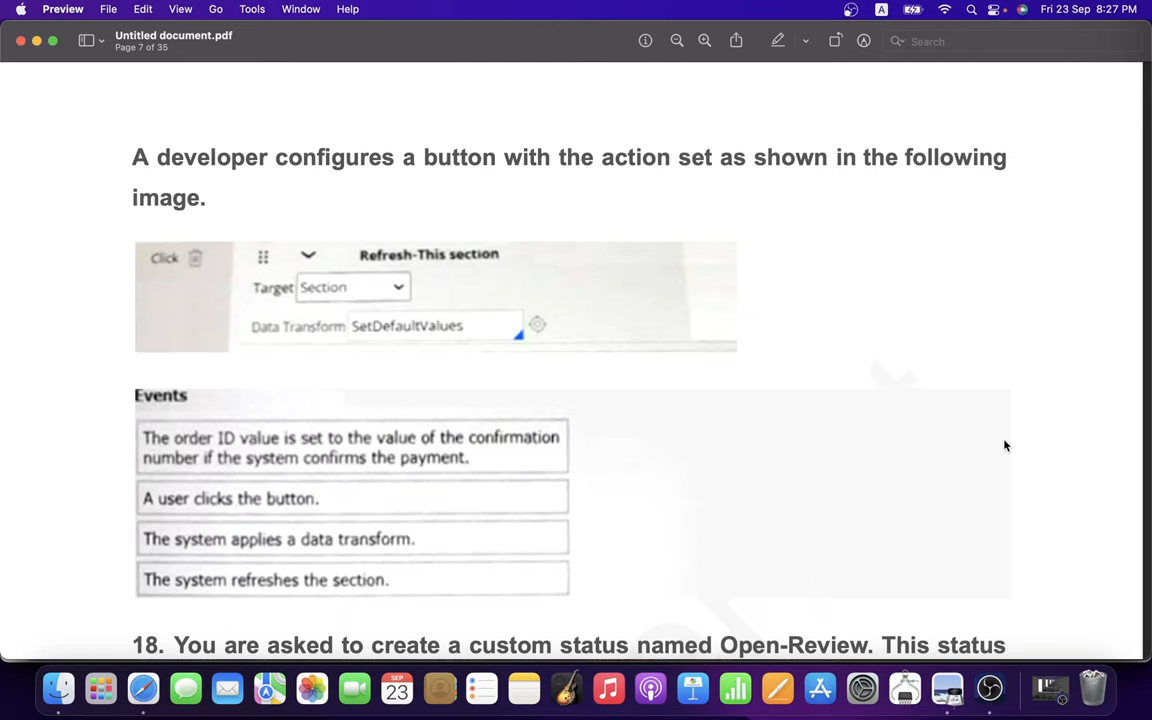 Preview File Edit View Go Tools Window Help A Fri 23 Sep 8:27 PM
Untitled document.pdf
Page 7 of 35
Search
A developer configures a button with the action set as shown in the following
image.
Click Refresh-This section
Target Section
Data Transform SetDefaultValues
Events
The order ID value is set to the value of the confirmation
number if the system confirms the payment.
A user clicks the button.
The system applies a data transform.
The system refreshes the section.
18. You are asked to create a custom status named Open-Review. This status
SEP
23